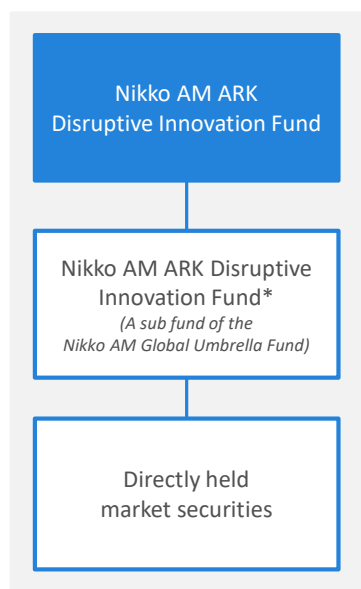 Nikko AM ARK
Disruptive Innovation Fund
Nikko AM ARK Disruptive
Innovation Fund*
(A sub fund of the
Nikko AM Global Umbrella Fund)
Directly held
market securities